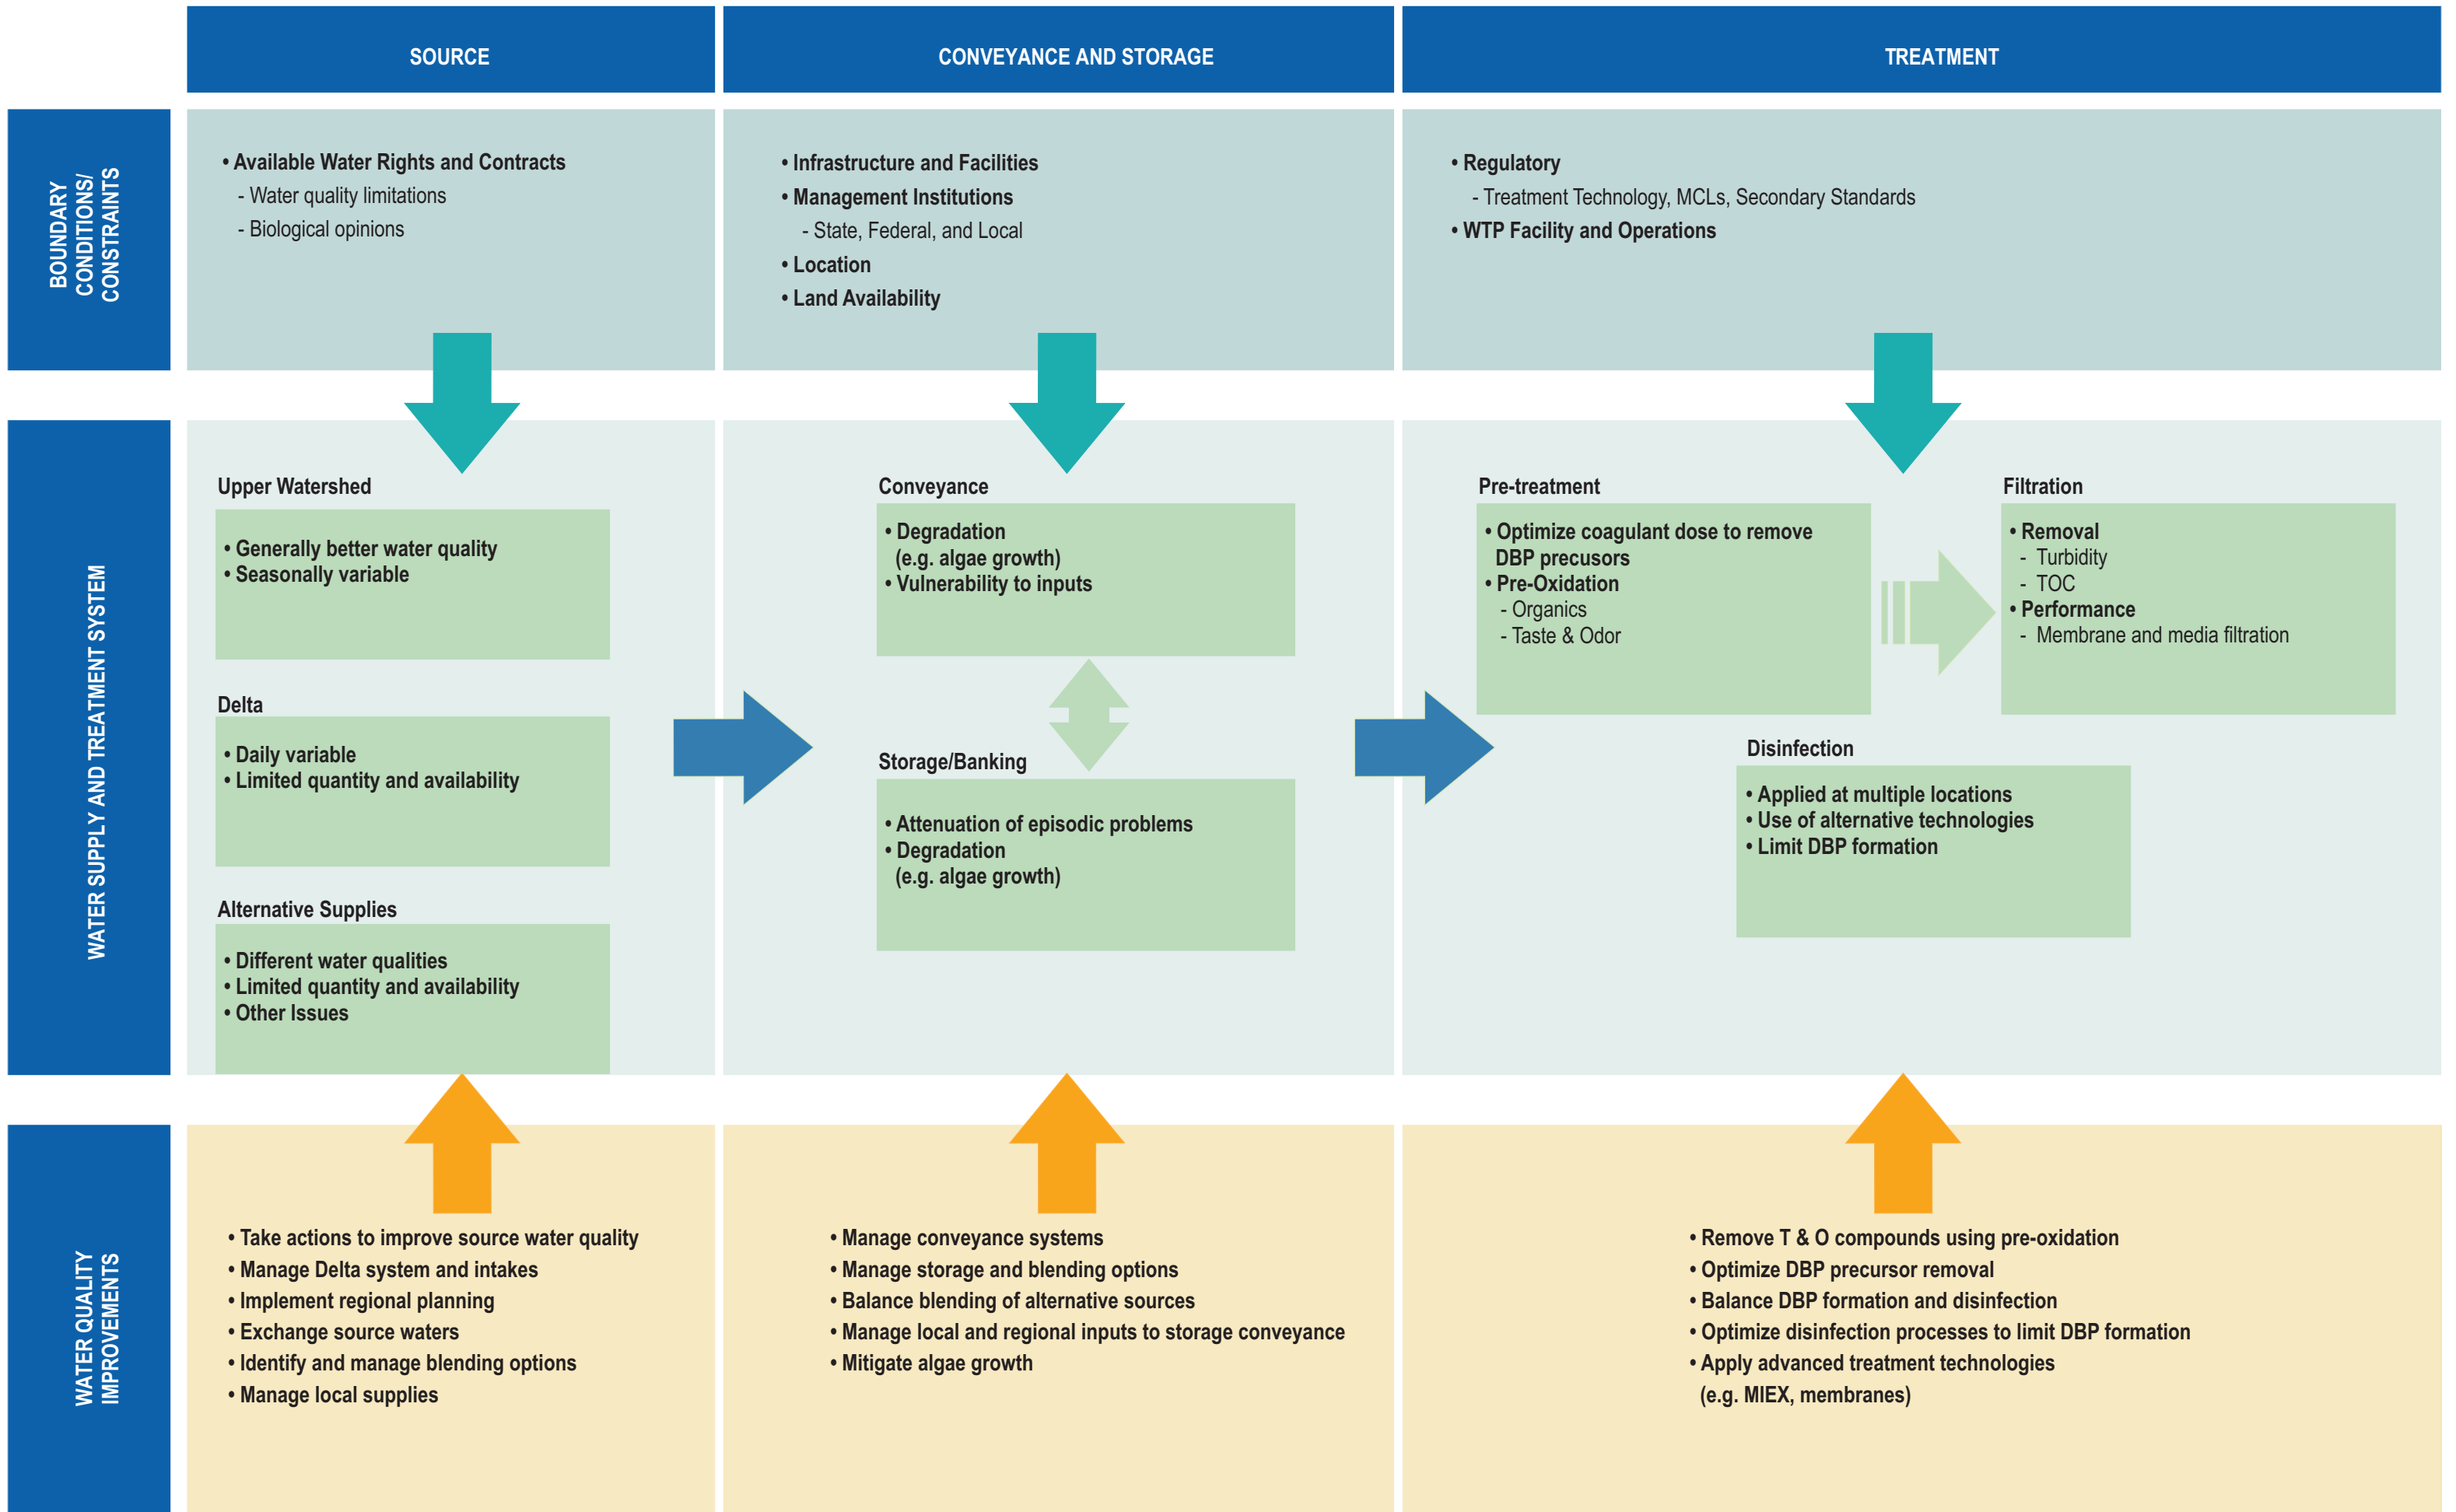 SOURCE
CONVEYANCE AND STORAGE
TREATMENT
BOUNDARY
CONDITIONS/
CONSTRAINTS
• Available Water Rights and Contracts
- Water quality limitations
- Biological opinions
• Infrastructure and Facilities
• Management Institutions
- State, Federal, and Local
• Location
• Land Availability
• Regulatory
- Treatment Technology, MCLs, Secondary Standards
• WTP Facility and Operations
WATER SUPPLY AND TREATMENT SYSTEM
Upper Watershed
• Generally better water quality
• Seasonally variable
Delta
• Daily variable
• Limited quantity and availability
Alternative Supplies
• Different water qualities
• Limited quantity and availability
• Other Issues
Conveyance
• Degradation
(e.g. algae growth)
• Vulnerability to inputs
Storage/Banking
• Attenuation of episodic problems
• Degradation
(e.g. algae growth)
Pre-treatment
• Optimize coagulant dose to remove
DBP precusors
• Pre-Oxidation
- Organics
- Taste & Odor
Filtration
• Removal
- Turbidity
- TOC
• Performance
- Membrane and media filtration
Disinfection
• Applied at multiple locations
• Use of alternative technologies
• Limit DBP formation
WATER QUALITY
IMPROVEMENTS
• Take actions to improve source water quality
• Manage Delta system and intakes
• Implement regional planning
• Exchange source waters
• Identify and manage blending options
• Manage local supplies
• Manage conveyance systems
• Manage storage and blending options
• Balance blending of alternative sources
• Manage local and regional inputs to storage conveyance
• Mitigate algae growth
• Remove T & O compounds using pre-oxidation
• Optimize DBP precursor removal
• Balance DBP formation and disinfection
• Optimize disinfection processes to limit DBP formation
• Apply advanced treatment technologies
(e.g. MIEX, membranes)